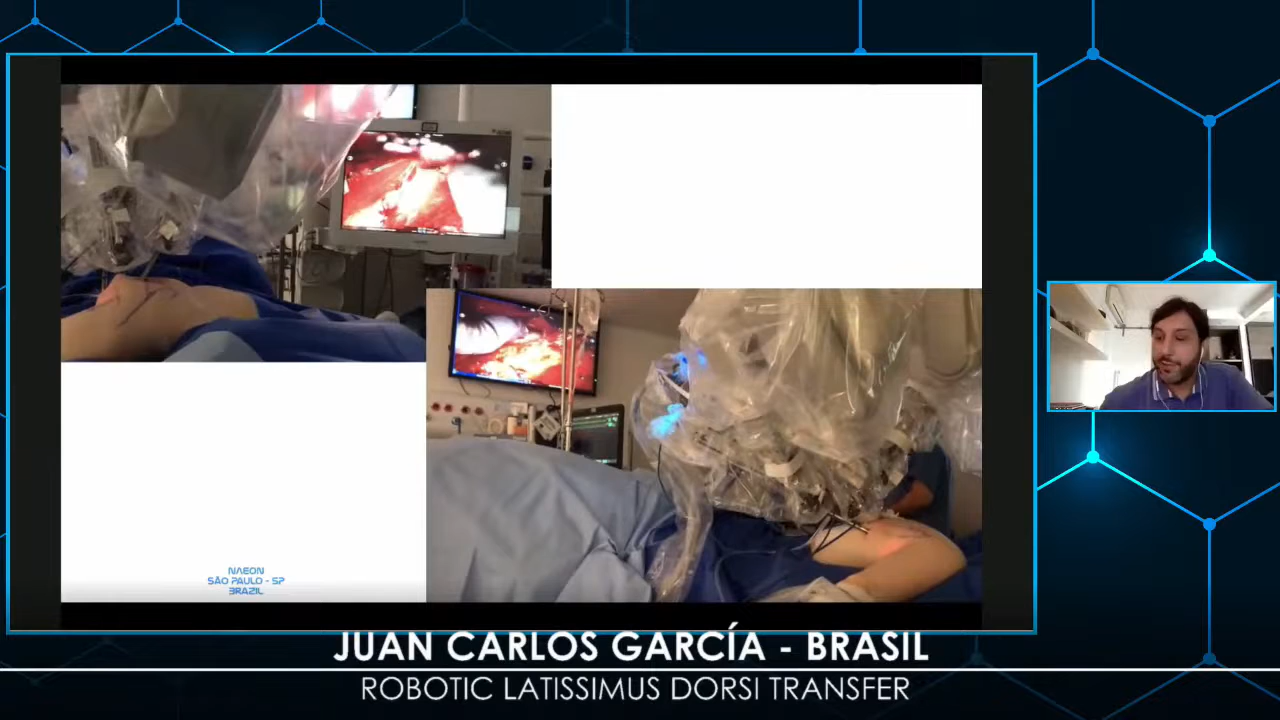 NAEON
SÃO PAULO - SP
BRAZIL
JUAN CARLOS GARCÍA - BRASIL
ROBOTIC LATISSIMUS DORSI TRANSFER